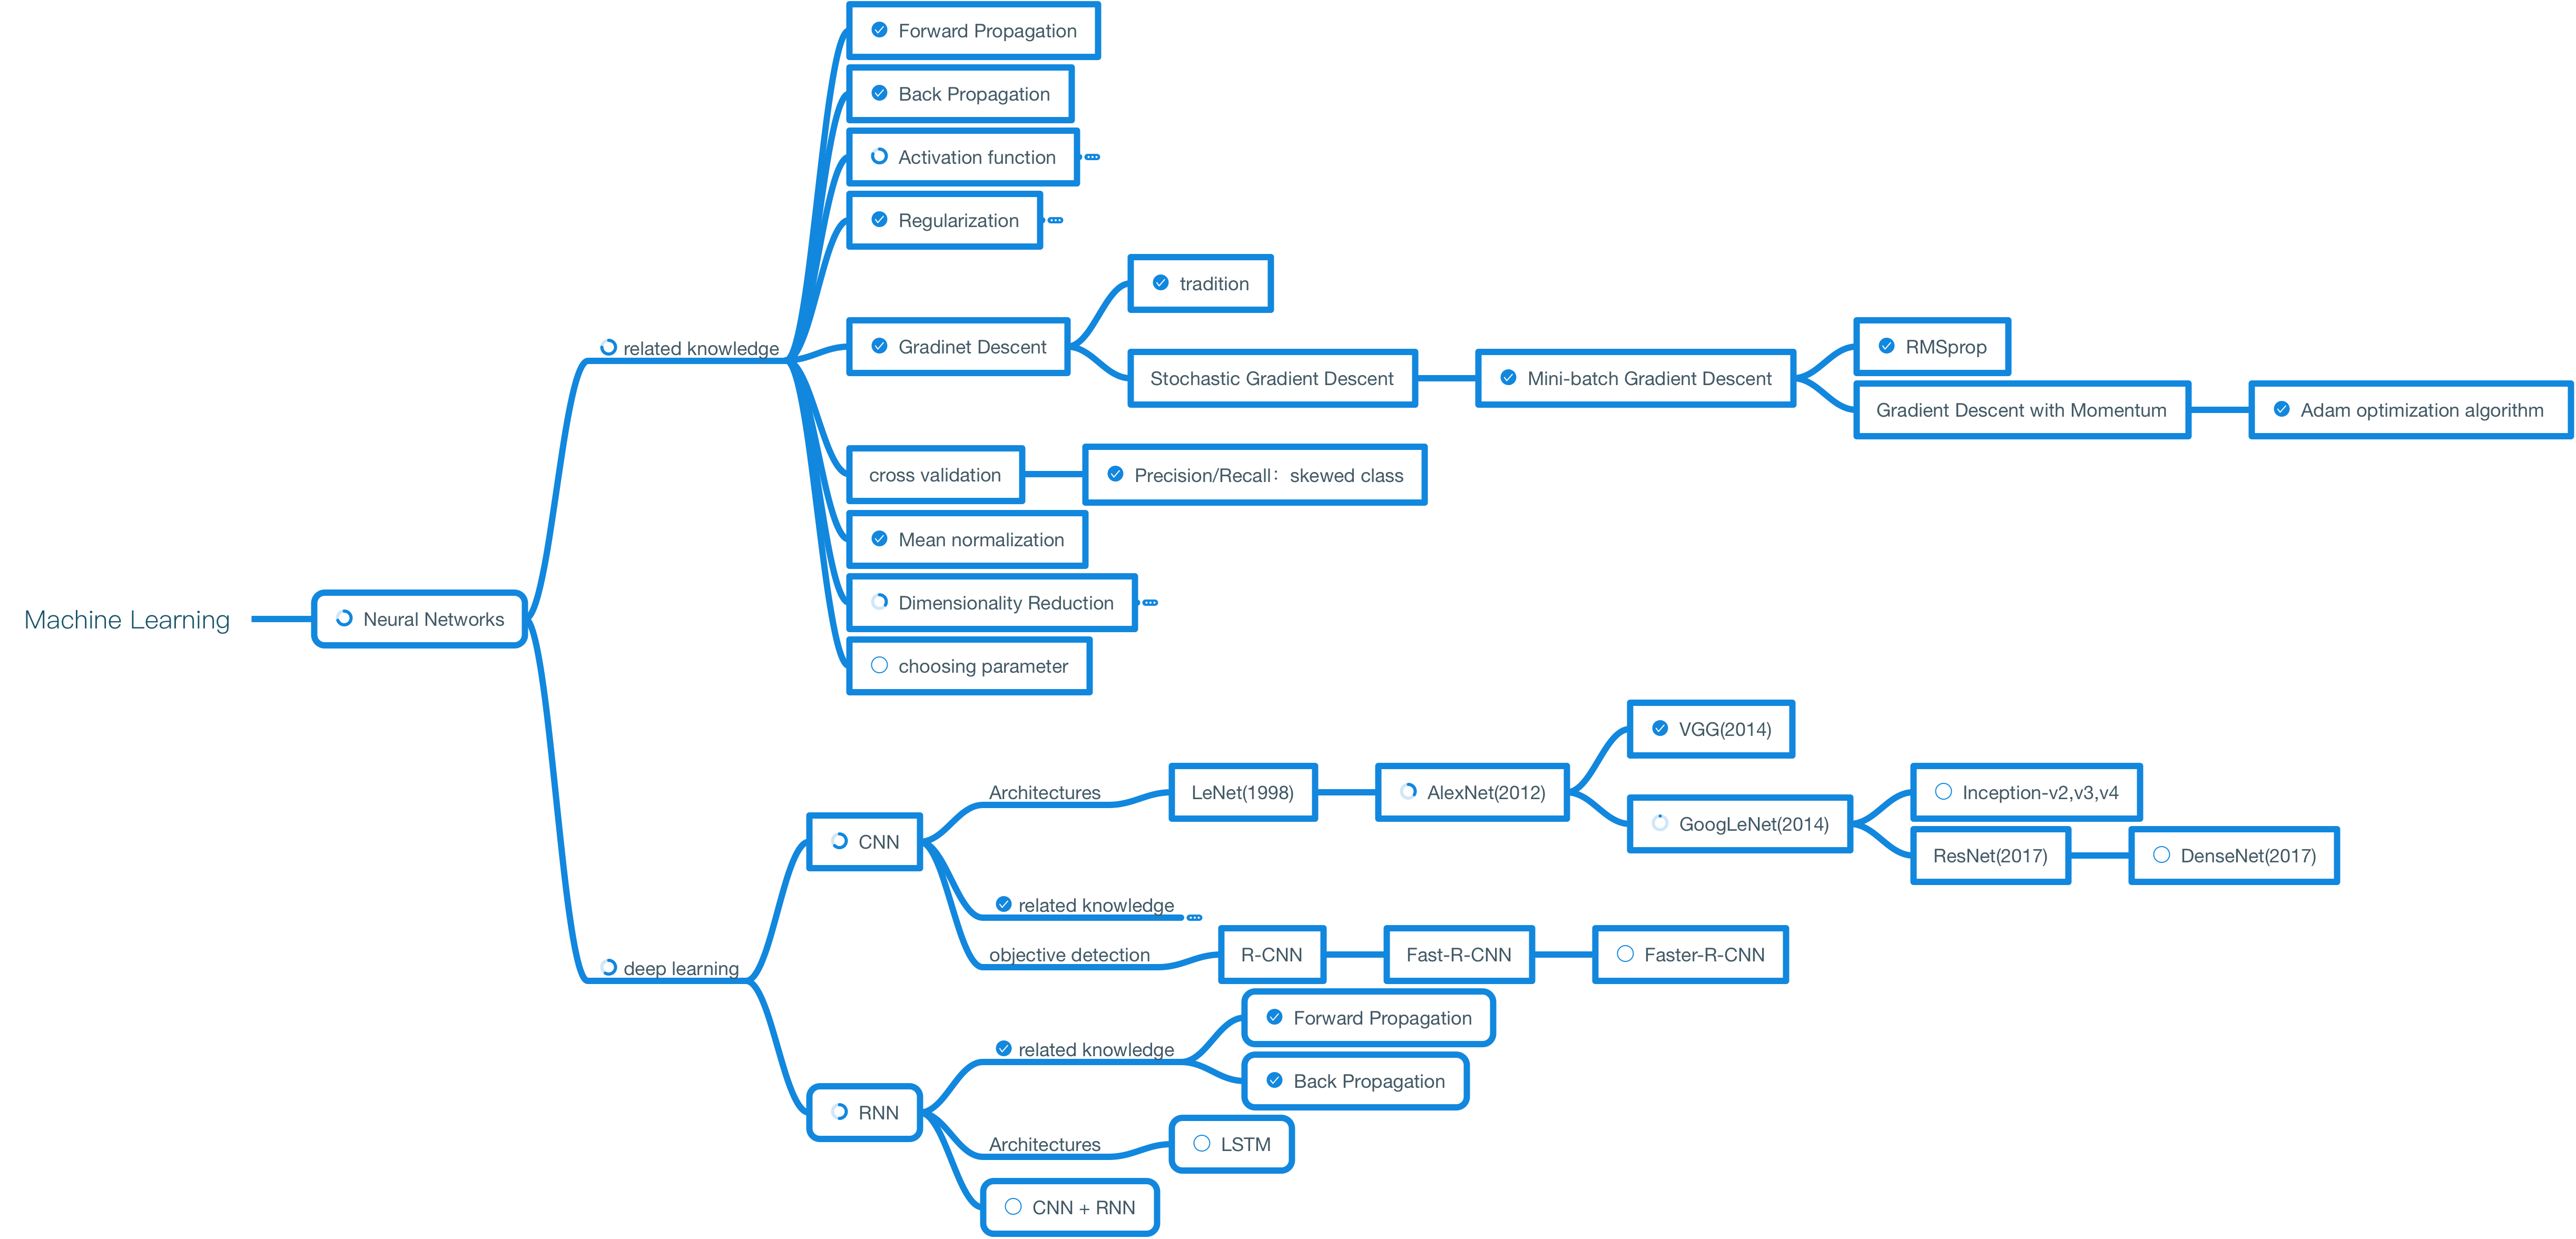 Machine Learning
Neural Networks
related knowledge
Forward Propagation
Back Propagation
Activation function
Regularization
Gradinet Descent
tradition
Stochastic Gradient Descent
Mini-batch Gradient Descent
RMSprop
Gradient Descent with Momentum
Adam optimization algorithm
cross validation
Precision/Recall：skewed class
Mean normalization
Dimensionality Reduction
choosing parameter
deep learning
CNN
Architectures
LeNet(1998)
AlexNet(2012)
VGG(2014)
GoogLeNet(2014)
Inception-v2,v3,v4
ResNet(2017)
DenseNet(2017)
related knowledge
objective detection
R-CNN
Fast-R-CNN
Faster-R-CNN
RNN
related knowledge
Forward Propagation
Back Propagation
Architectures
LSTM
CNN + RNN